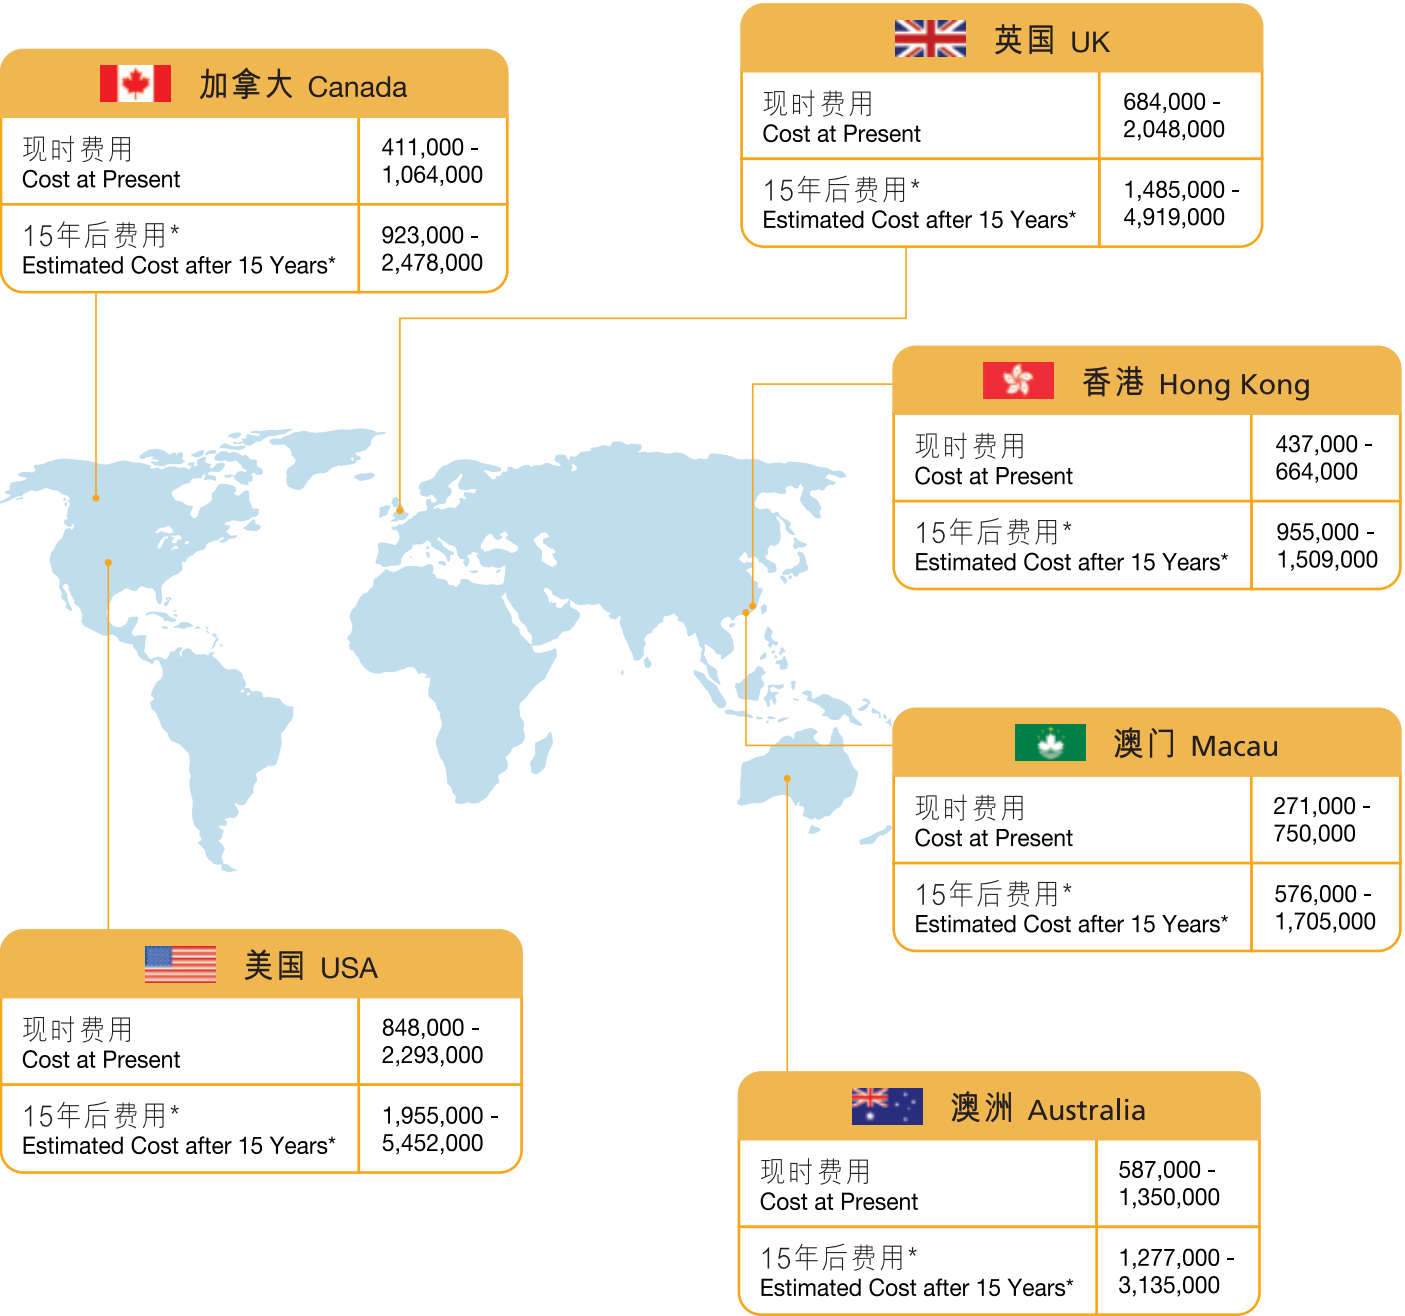 加拿大 Canada
现时费用
Cost at Present
411,000 -
1,064,000
15年后费用*
Estimated Cost after 15 Years*
923,000 -
2,478,000
英国 UK
现时费用
Cost at Present
684,000 -
2,048,000
15年后费用*
Estimated Cost after 15 Years*
1,485,000 -
4,919,000
香港 Hong Kong
现时费用
Cost at Present
437,000 -
664,000
15年后费用*
Estimated Cost after 15 Years*
955,000 -
1,509,000
澳门 Macau
现时费用
Cost at Present
271,000 -
750,000
15年后费用*
Estimated Cost after 15 Years*
576,000 -
1,705,000
美国 USA
现时费用
Cost at Present
848,000 -
2,293,000
15年后费用*
Estimated Cost after 15 Years*
1,955,000 -
5,452,000
澳洲 Australia
现时费用
Cost at Present
587,000 -
1,350,000
15年后费用*
Estimated Cost after 15 Years*
1,277,000 -
3,135,000